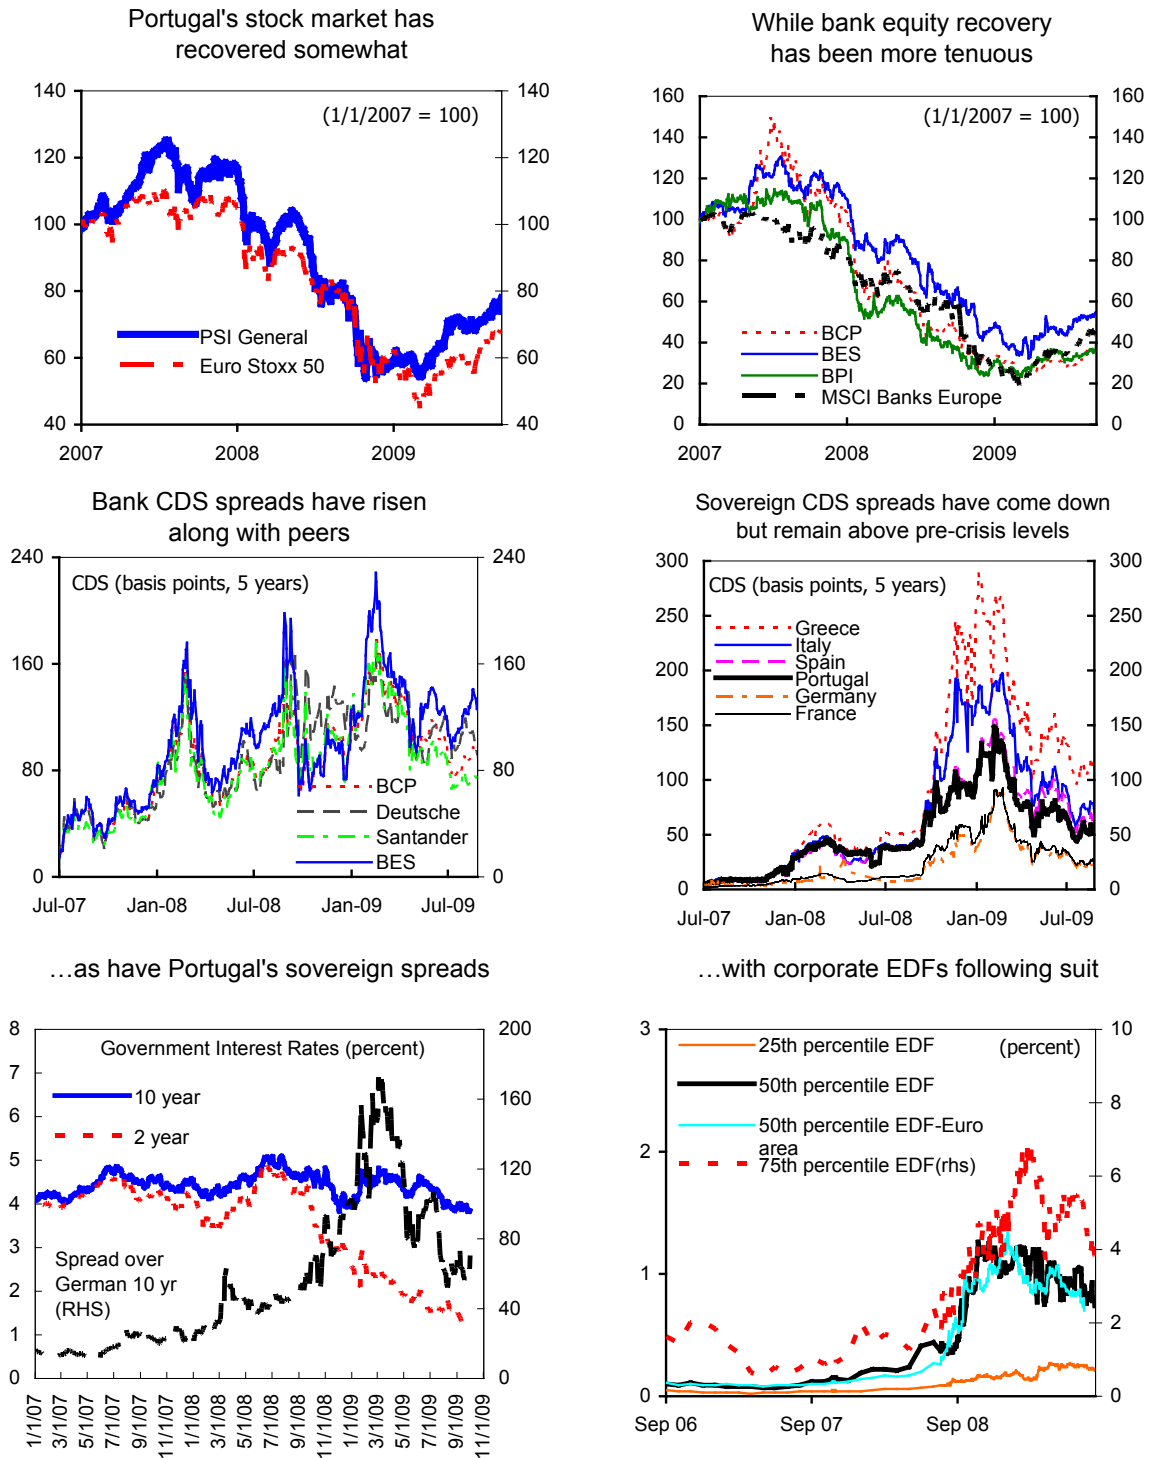 Portugal's stock market has
recovered somewhat
140
120
100
80
60
40
140
120
100
80
60
40
(1/1/2007 = 100)
PSI General
Euro Stoxx 50
2007
2008
2009
While bank equity recovery
has been more tenuous
160
140
120
100
80
60
40
20
0
160
140
120
100
80
60
40
20
0
(1/1/2007 = 100)
BCP
BES
BPI
MSCI Banks Europe
2007
2008
2009
Bank CDS spreads have risen
along with peers
240
160
80
0
240
160
80
0
CDS (basis points, 5 years)
BCP
Deutsche
Santander
BES
Jul-07
Jan-08
Jul-08
Jan-09
Jul-09
Sovereign CDS spreads have come down
but remain above pre-crisis levels
300
250
200
150
100
50
0
300
250
200
150
100
50
0
CDS (basis points, 5 years)
Greece
Italy
Spain
Portugal
Germany
France
Jul-07
Jan-08
Jul-08
Jan-09
Jul-09
…as have Portugal's sovereign spreads
8
7
6
5
4
3
2
1
0
200
160
120
80
40
0
Government Interest Rates (percent)
10 year
2 year
Spread over
German 10 yr
(RHS)
1/1/07
3/1/07
5/1/07
7/1/07
9/1/07
11/1/07
1/1/08
3/1/08
5/1/08
7/1/08
9/1/08
11/1/08
1/1/09
3/1/09
5/1/09
7/1/09
9/1/09
11/1/09
…with corporate EDFs following suit
3
2
1
0
10
8
6
4
2
0
(percent)
25th percentile EDF
50th percentile EDF
50th percentile EDF-Euro
area
75th percentile EDF(rhs)
Sep 06
Sep 07
Sep 08